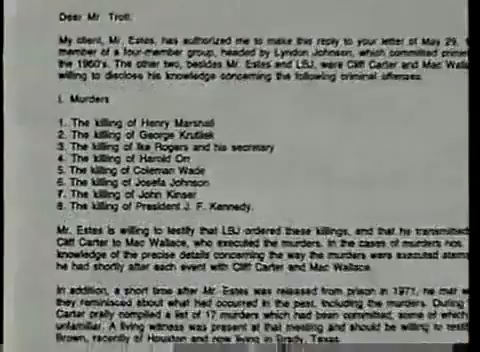 Dear Mr. Trott:
My client, Mr. Estes, has authorized me to make this reply to your letter of May 29,
member of a four-member group, headed by Lyndon Johnson, which committed
the 1960's. The other two, besides Mr. Estes and LBJ, were Cliff Carter and Mac
willing to disclose his knowledge concerning the following criminal offenses:
I. Murders
1. The killing of Henry Marshall
2. The killing of George Krutilek
3. The killing of Ike Rogers and his secretary
4. The killing of Harold Orr
5. The killing of Coleman Wade
6. The killing of Josefa Johnson
7. The killing of John Kinser
8. The killing of President J. F. Kennedy.
Mr. Estes is willing to testify that LBJ ordered these killings, and that he transmitted
Cliff Carter to Mac Wallace, who executed the murders. In the cases of murders nos.
knowledge of the precise details concerning the way the murders were executed
he had shortly after each event with Cliff Carter and Mac Wallace.
In addition, a short time after Mr. Estes was released from prison in 1971, he
they reminisced about what had occurred in the past, including the murders. During
Carter orally compiled a list of 17 murders which had been committed, some of which
unfamiliar. A living witness was present at that meeting and should be willing to
Brown, recently of Houston and now living in Brady, Texas.